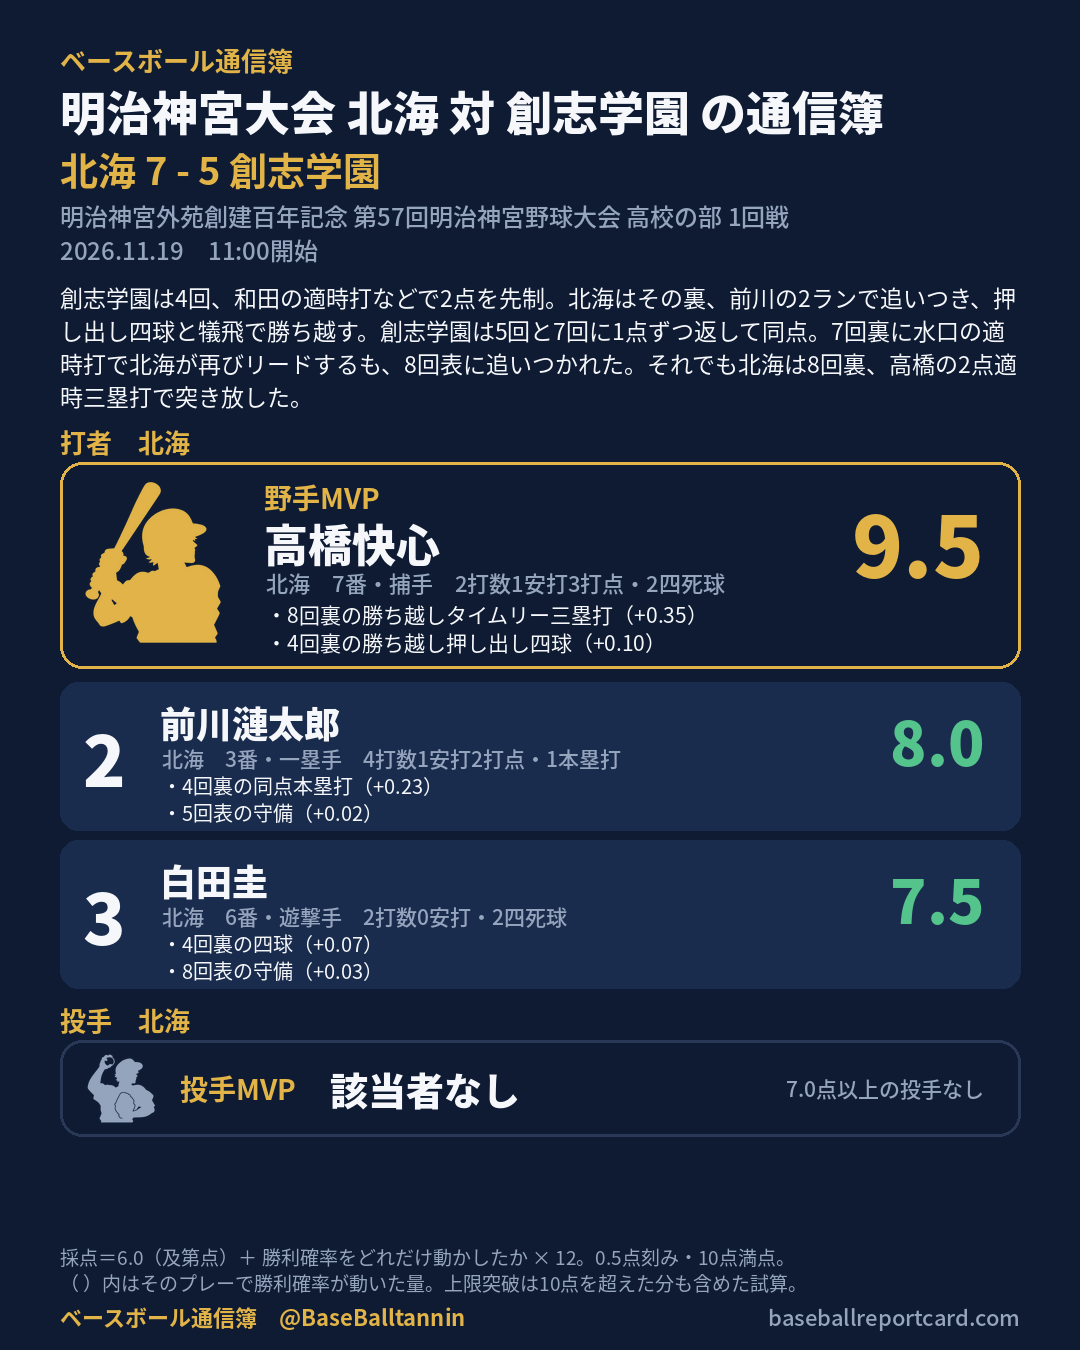 ベースボール通信簿
明治神宮大会 北海 対 創志学園 の通信簿
北海 7 - 5 創志学園
明治神宮外苑創建百年記念 第57回明治神宮野球大会 高校の部 1回戦
2026.11.19　11:00開始
創志学園は4回、和田の適時打などで2点を先制。北海はその裏、前川の2ランで追いつき、押
し出し四球と犠飛で勝ち越す。創志学園は5回と7回に1点ずつ返して同点。7回裏に水口の適
時打で北海が再びリードするも、8回表に追いつかれた。それでも北海は8回裏、高橋の2点適
時三塁打で突き放した。
打者　北海
野手MVP
高橋快心
9.5
北海　7番・捕手　2打数1安打3打点・2四死球
・8回裏の勝ち越しタイムリー三塁打（+0.35）
・4回裏の勝ち越し押し出し四球（+0.10）
2
前川漣太郎
8.0
北海　3番・一塁手　4打数1安打2打点・1本塁打
・4回裏の同点本塁打（+0.23）
・5回表の守備（+0.02）
3
白田圭
7.5
北海　6番・遊撃手　2打数0安打・2四死球
・4回裏の四球（+0.07）
・8回表の守備（+0.03）
投手　北海
投手MVP　該当者なし　7.0点以上の投手なし
採点＝6.0（及第点）＋ 勝利確率をどれだけ動かしたか × 12。0.5点刻み・10点満点。
（ ）内はそのプレーで勝利確率が動いた量。上限突破は10点を超えた分も含めた試算。
ベースボール通信簿　@BaseBalltannin　baseballreportcard.com